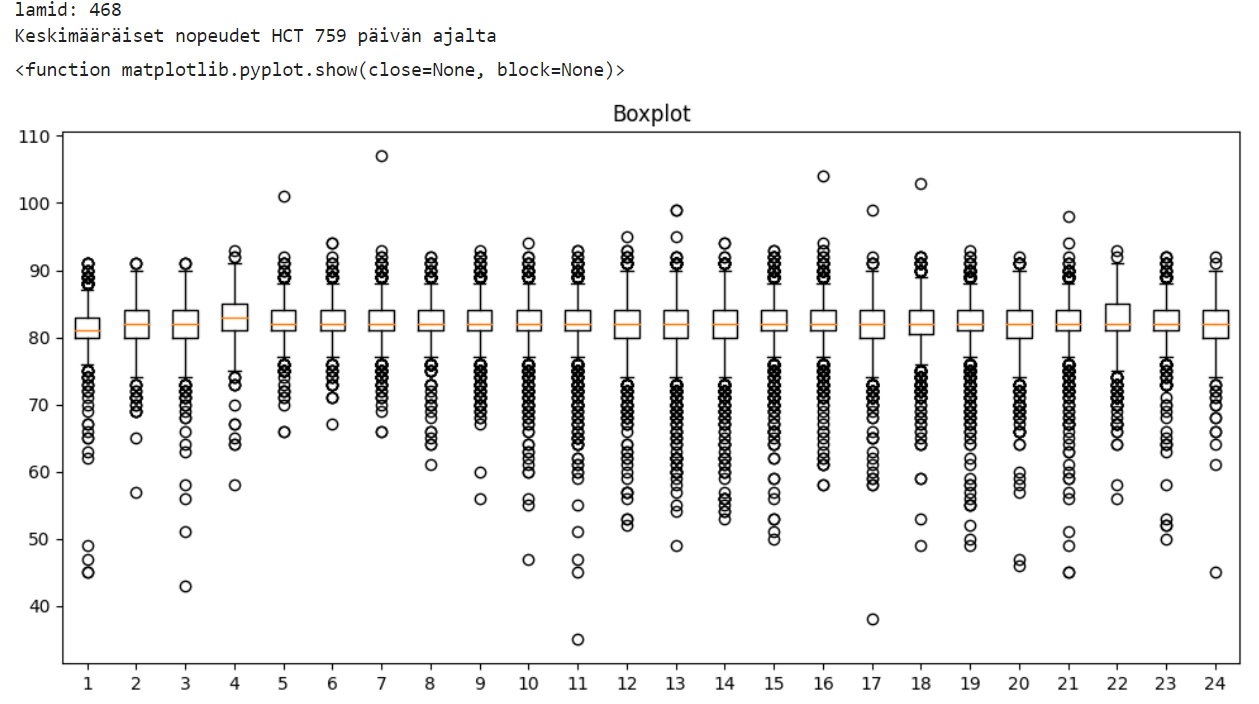 lamid: 468
Keskimääräiset nopeudet HCT 759 päivän ajalta
<function matplotlib.pyplot.show(close=None, block=None)>
Boxplot
110
100
90
80
70
60
50
40
1 2 3 4 5 6 7 8 9 10 11 12 13 14 15 16 17 18 19 20 21 22 23 24